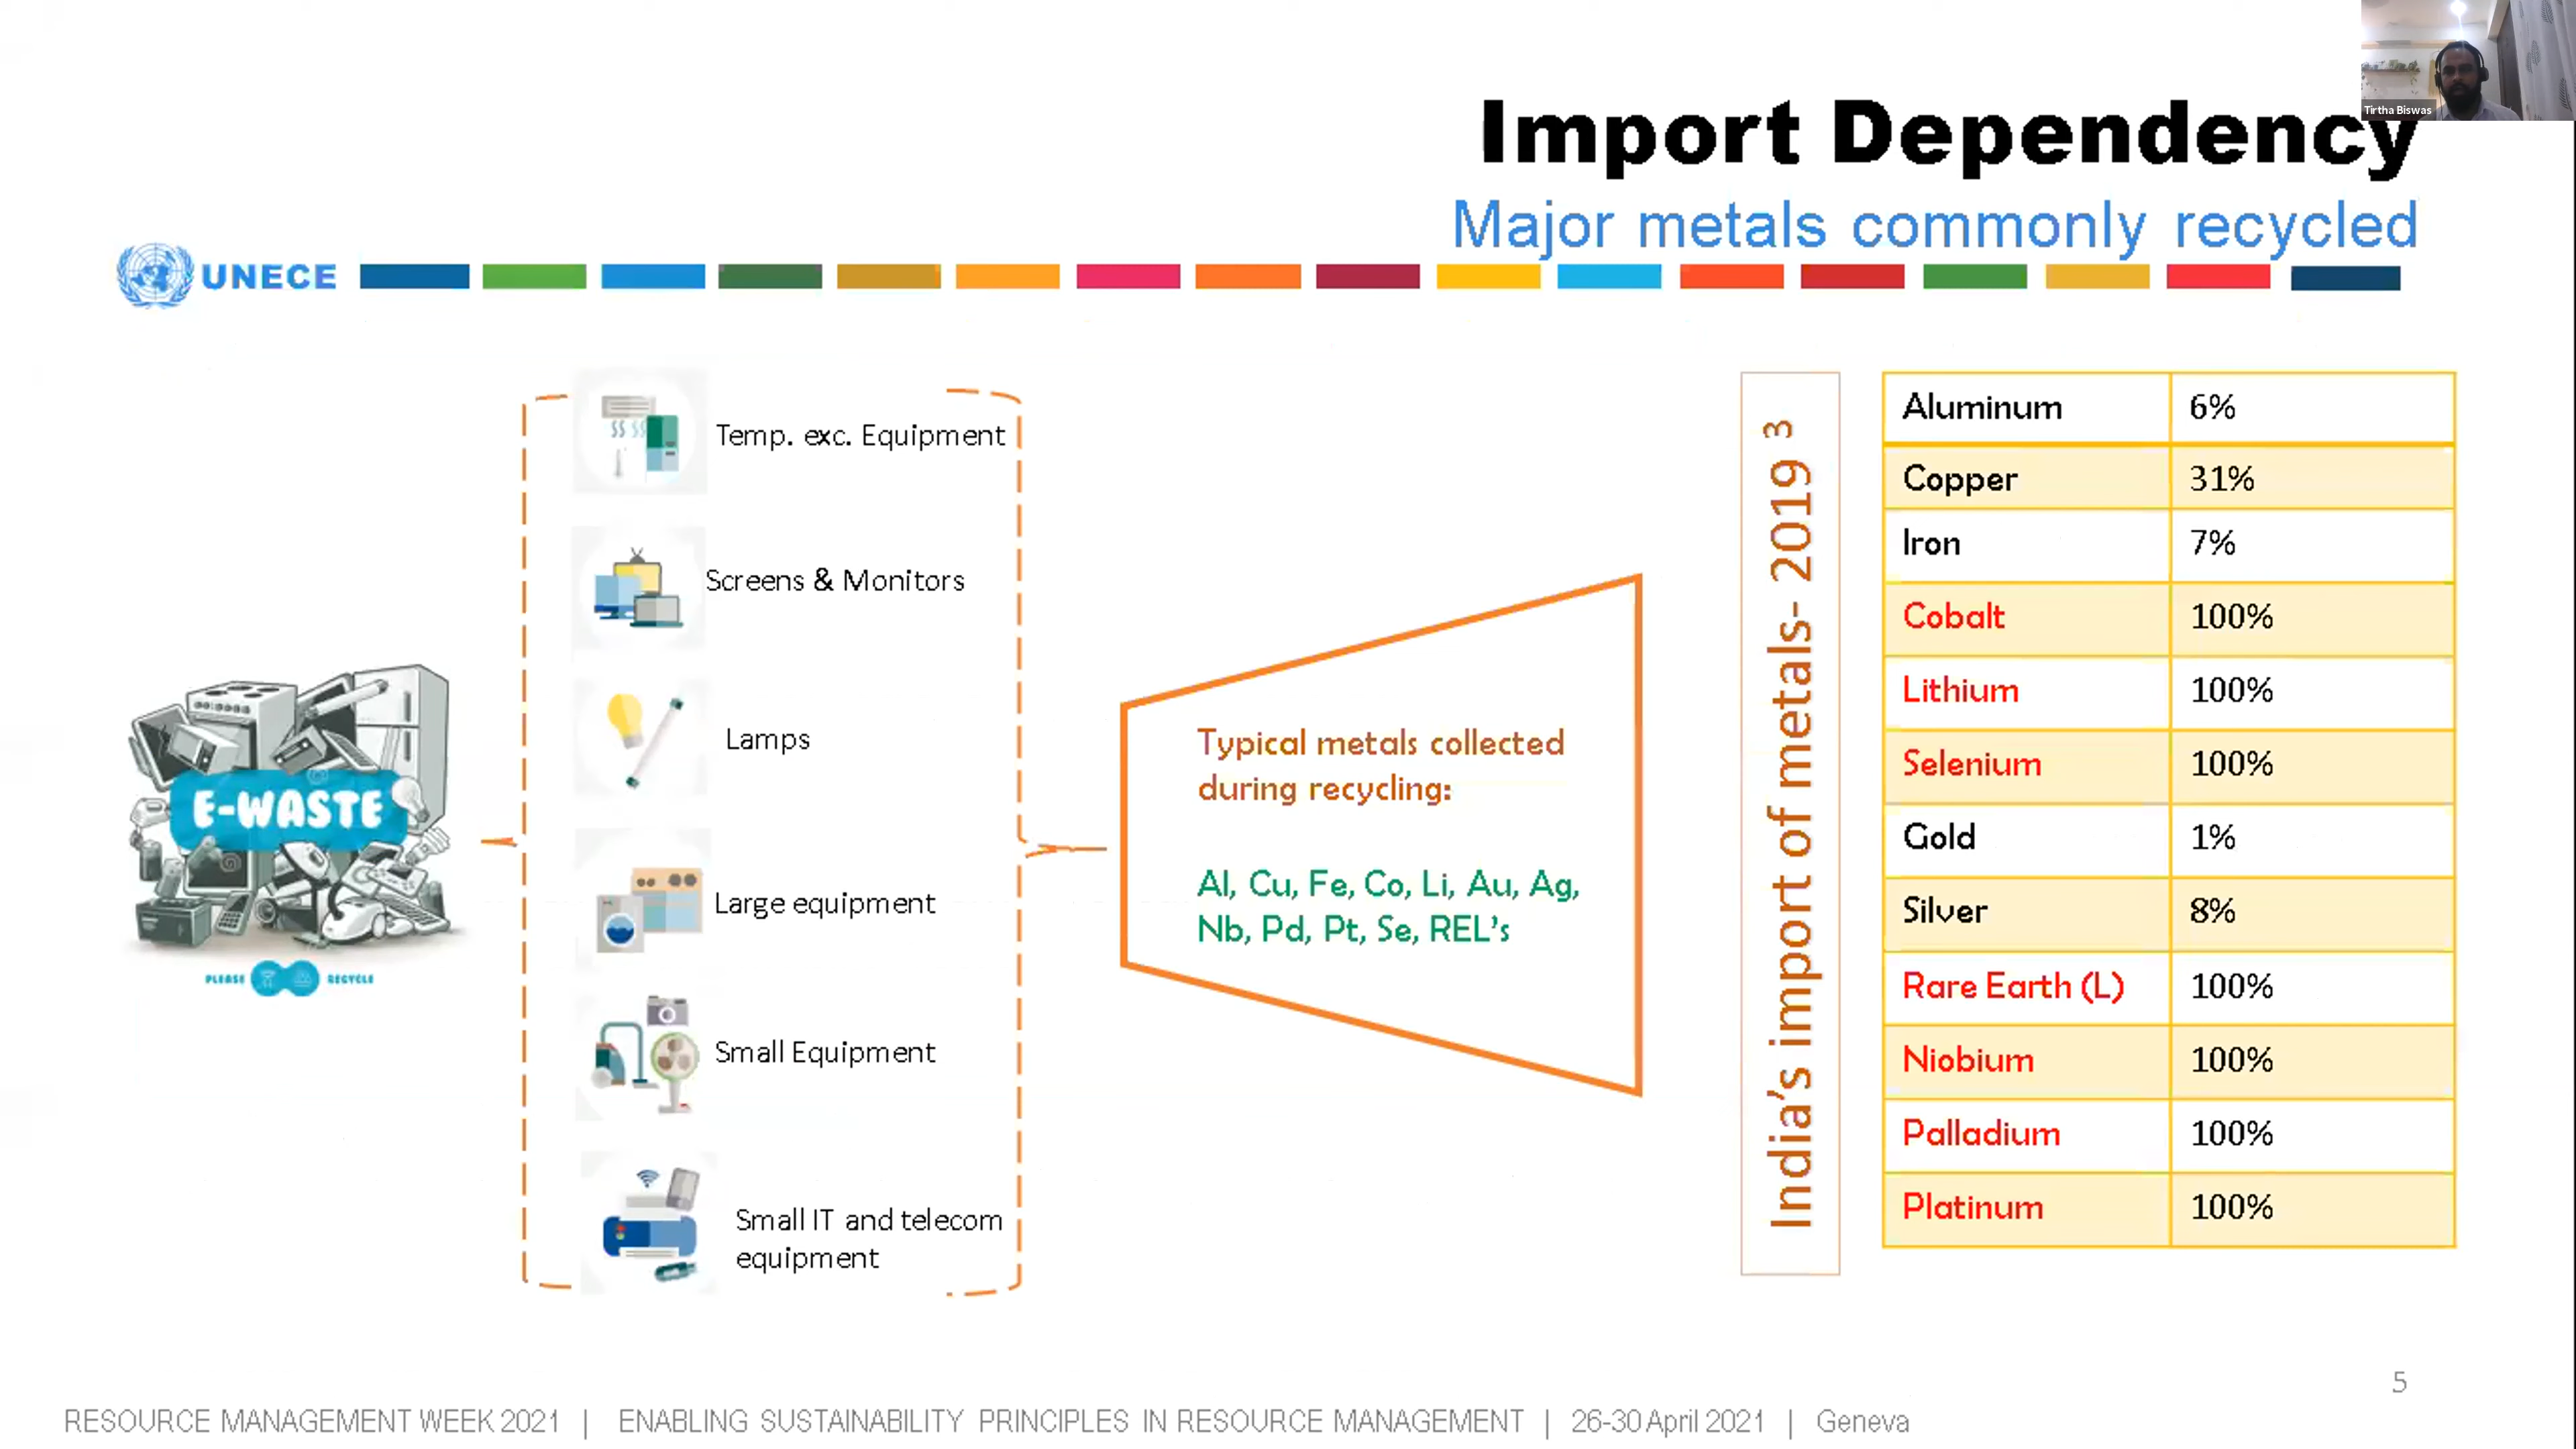 Tirtha Biswas
Import Dependency
Major metals commonly recycled
UNECE
Temp. exc. Equipment
Screens & Monitors
Lamps
Large equipment
Small Equipment
Small IT and telecom
equipment
E-WASTE
PLEASE RECYCLE
Typical metals collected
during recycling:
Al, Cu, Fe, Co, Li, Au, Ag,
Nb, Pd, Pt, Se, REL's
India's import of metals- 2019 3
Aluminum 6%
Copper 31%
Iron 7%
Cobalt 100%
Lithium 100%
Selenium 100%
Gold 1%
Silver 8%
Rare Earth (L) 100%
Niobium 100%
Palladium 100%
Platinum 100%
5
RESOURCE MANAGEMENT WEEK 2021 | ENABLING SUSTAINABILITY PRINCIPLES IN RESOURCE MANAGEMENT | 26-30 April 2021 | Geneva